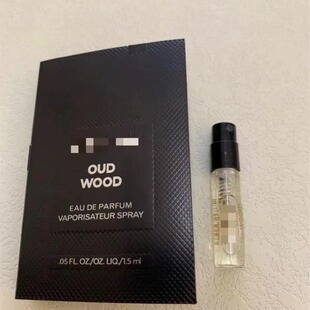 OUD
WOOD
EAU DE PARFUM
VAPORISATEUR SPRAY
.05 FL. OZ/OZ. LIQ./1.5 ml